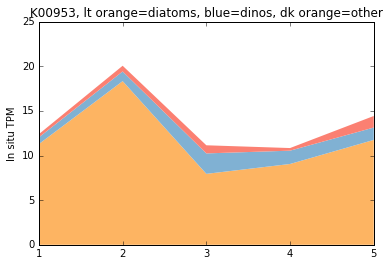 K00953, lt orange=diatoms, blue=dinos, dk orange=other
25
20
15
10
5
0
In situ TPM
1 2 3 4 5